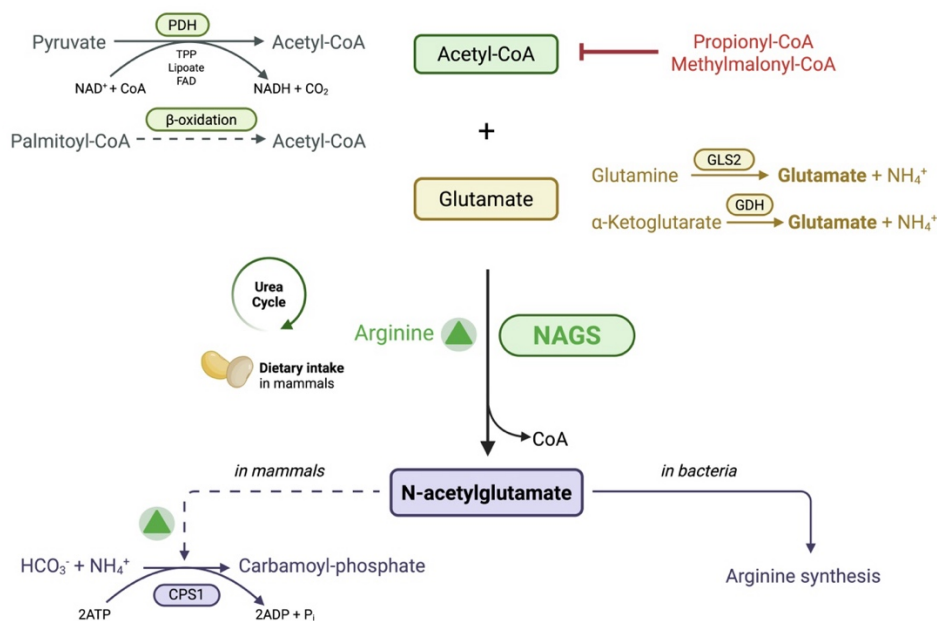 PDH
Pyruvate
Acetyl-CoA
TPP
Lipoate
FAD
NAD⁺ + CoA
NADH + CO₂
β-oxidation
Palmitoyl-CoA
Acetyl-CoA
Acetyl-CoA
Propionyl-CoA
Methylmalonyl-CoA
+
Glutamate
GLS2
Glutamine
Glutamate + NH₄⁺
GDH
α-Ketoglutarate
Glutamate + NH₄⁺
Urea
Cycle
Arginine
NAGS
Dietary intake
in mammals
CoA
in mammals
N-acetylglutamate
in bacteria
HCO₃⁻ + NH₄⁺
Carbamoyl-phosphate
CPS1
2ATP
2ADP + Pᵢ
Arginine synthesis